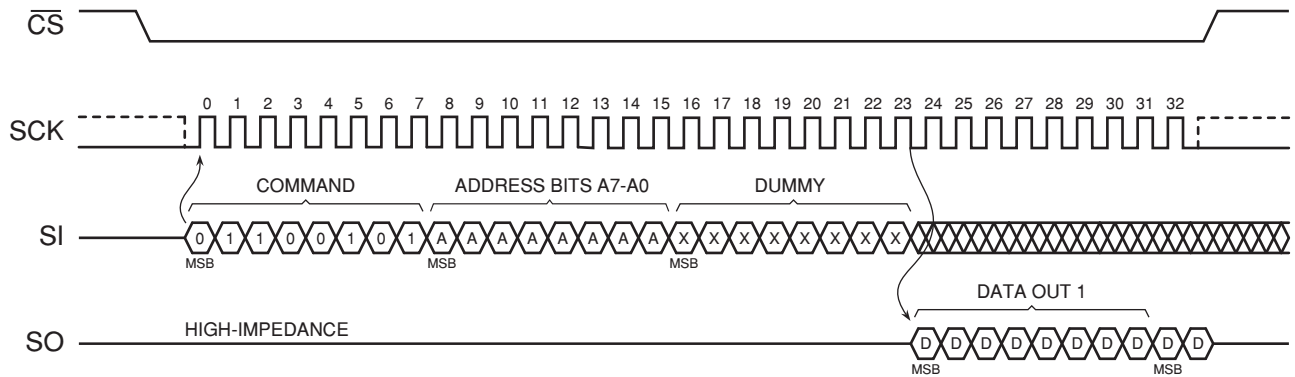 CS
0 1 2 3 4 5 6 7 8 9 10 11 12 13 14 15 16 17 18 19 20 21 22 23 24 25 26 27 28 29 30 31 32
SCK
COMMAND ADDRESS BITS A7-A0 DUMMY
SI 0 1 1 0 0 1 0 1 A A A A A A A A X X X X X X X X
MSB MSB MSB
DATA OUT 1
HIGH-IMPEDANCE
SO D D D D D D D D D D
MSB MSB